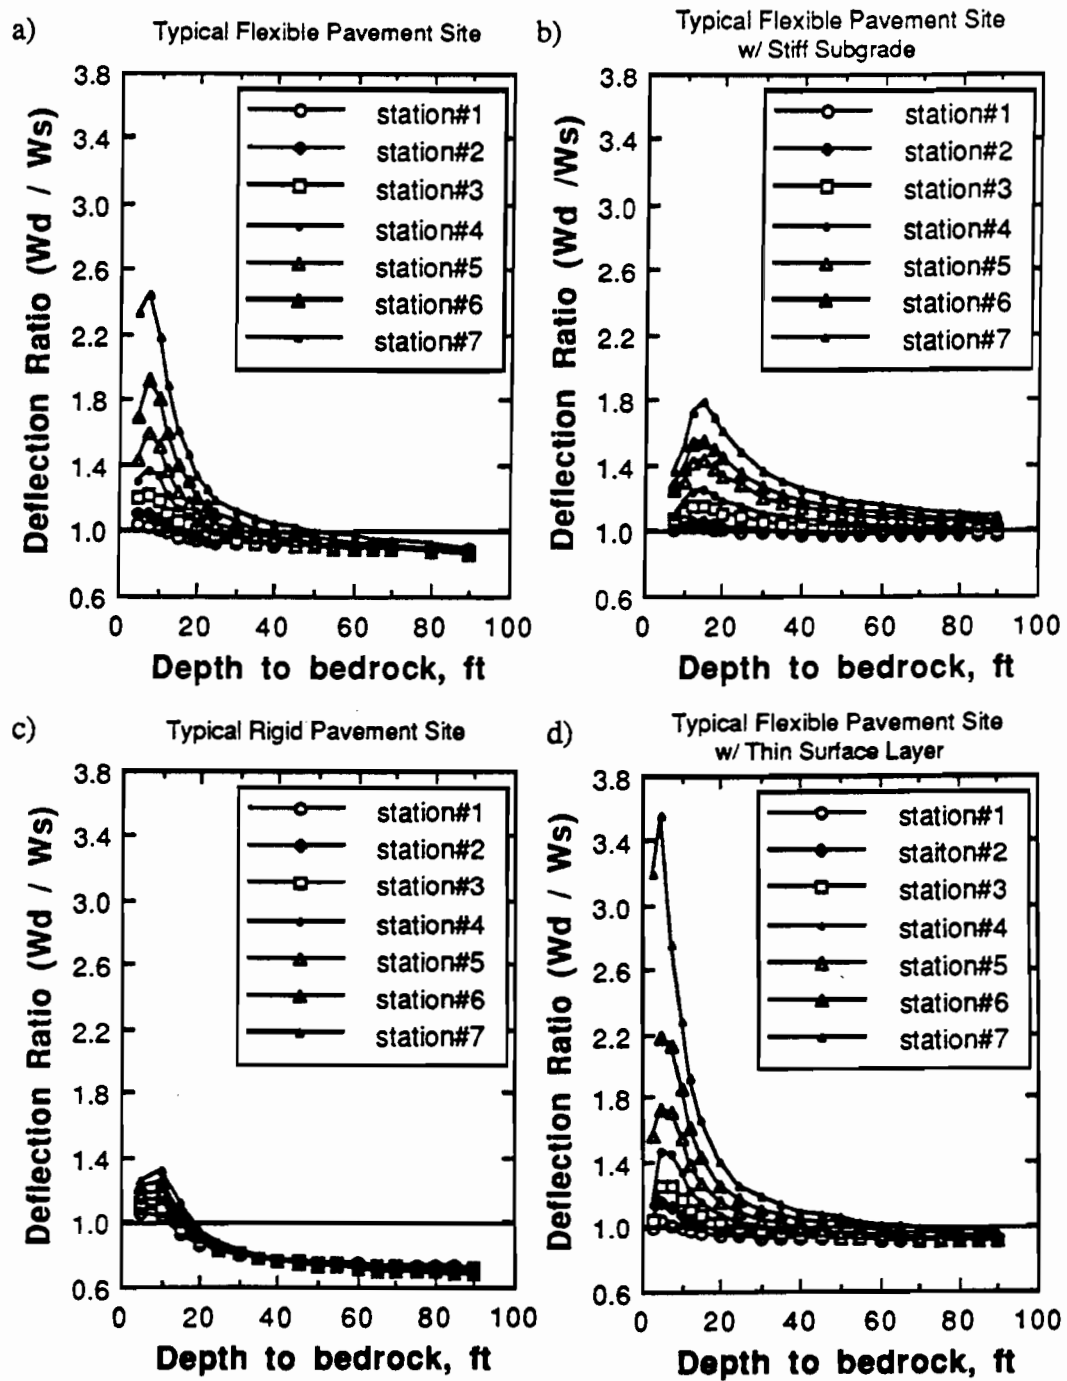 a)
Typical Flexible Pavement Site
3.8
3.4
3.0
2.6
2.2
1.8
1.4
1.0
0.6
Deflection Ratio (Wd / Ws)
station#1
station#2
station#3
station#4
station#5
station#6
station#7
0 20 40 60 80 100
Depth to bedrock, ft
b)
Typical Flexible Pavement Site
w/ Stiff Subgrade
3.8
3.4
3.0
2.6
2.2
1.8
1.4
1.0
0.6
Deflection Ratio (Wd /Ws)
station#1
station#2
station#3
station#4
station#5
station#6
station#7
0 20 40 60 80 100
Depth to bedrock, ft
c)
Typical Rigid Pavement Site
3.8
3.4
3.0
2.6
2.2
1.8
1.4
1.0
0.6
Deflection Ratio (Wd / Ws)
station#1
station#2
station#3
station#4
station#5
station#6
station#7
0 20 40 60 80 100
Depth to bedrock, ft
d)
Typical Flexible Pavement Site
w/ Thin Surface Layer
3.8
3.4
3.0
2.6
2.2
1.8
1.4
1.0
0.6
Deflection Ratio (Wd / Ws)
station#1
staiton#2
station#3
station#4
station#5
station#6
station#7
0 20 40 60 80 100
Depth to bedrock, ft